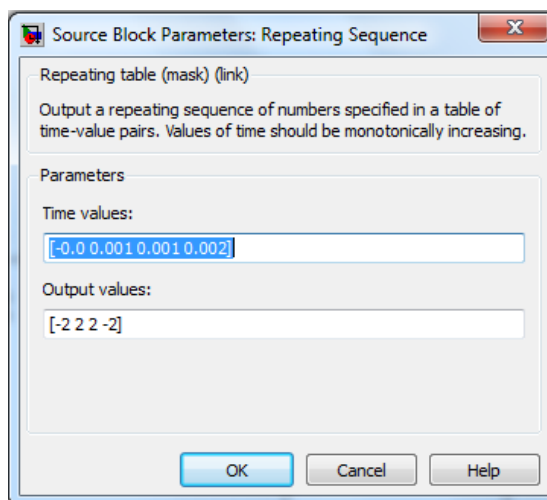 Source Block Parameters: Repeating Sequence
Repeating table (mask) (link)
Output a repeating sequence of numbers specified in a table of
time-value pairs. Values of time should be monotonically increasing.
Parameters
Time values:
[-0.0 0.001 0.001 0.002]
Output values:
[-2 2 2 -2]
OK Cancel Help